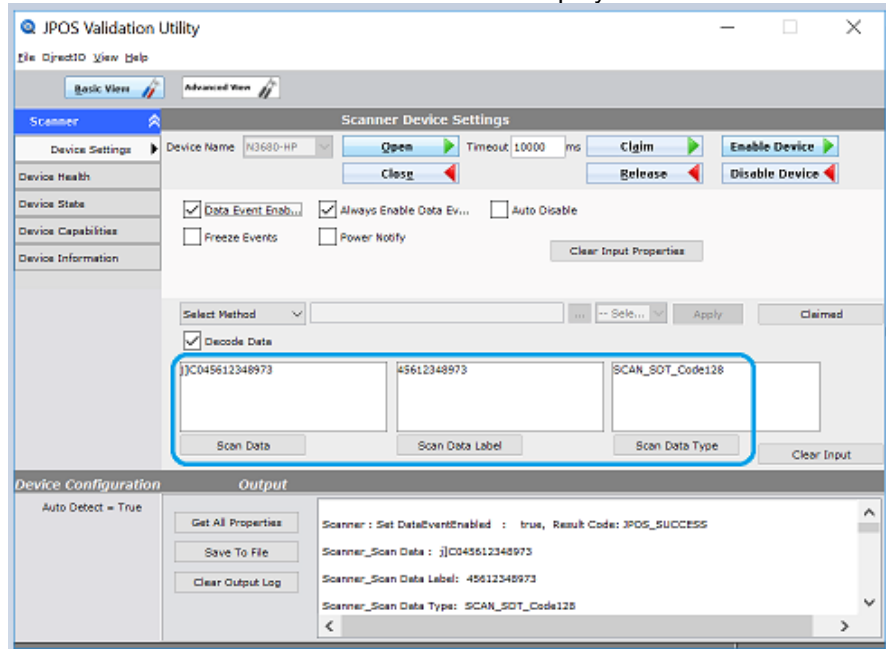 JPOS Validation Utility
File DirectIO View Help
Basic View Advanced View
Scanner
Scanner Device Settings
Device Settings
Device Name N3680-HP Open Timeout 10000 ms Claim Enable Device
Close Release Disable Device
Device Health
Device State
Device Capabilities
Device Information
Data Event Enab... Always Enable Data Ev... Auto Disable
Freeze Events Power Notify
Clear Input Properties
Select Method ... -- Sele... Apply Claimed
Decode Data
j]C045612348973 45612348973 SCAN_SDT_Code128
Scan Data Scan Data Label Scan Data Type
Clear Input
Device Configuration Output
Auto Detect = True
Get All Properties
Save To File
Clear Output Log
Scanner : Set DataEventEnabled : true, Result Code: JPOS_SUCCESS
Scanner_Scan Data : j]C045612348973
Scanner_Scan Data Label: 45612348973
Scanner_Scan Data Type: SCAN_SDT_Code128